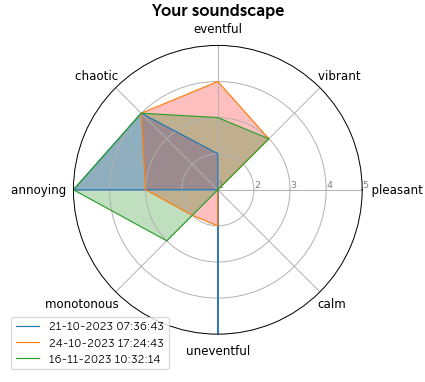 Your soundscape
eventful
chaotic
vibrant
annoying
1
2
3
4
5
pleasant
monotonous
calm
uneventful
21-10-2023 07:36:43
24-10-2023 17:24:43
16-11-2023 10:32:14